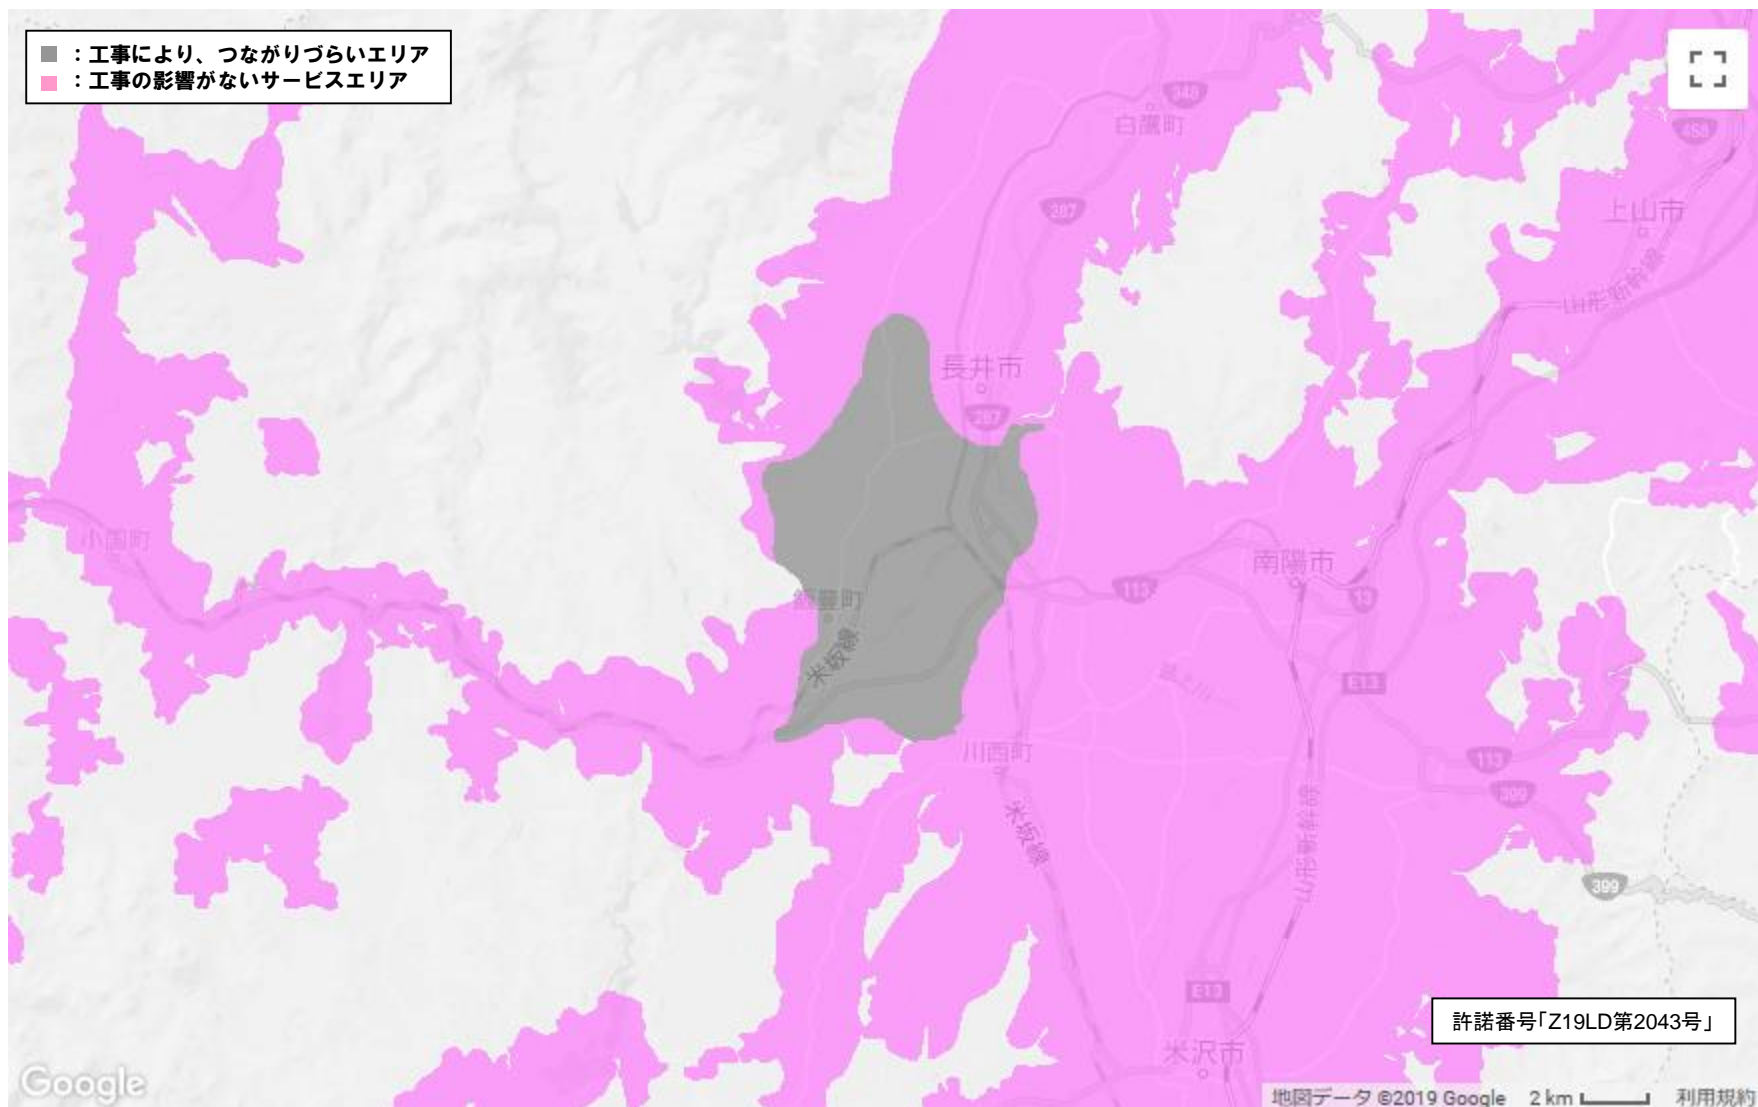 ：工事により、つながりづらいエリア
：工事の影響がないサービスエリア
348
白鷹町
458
287
上山市
山形新幹線
長井市
287
小国町
南陽市
113
13
飯豊町
米坂線
E13
川西町
113
399
米坂線
山形新幹線
399
E13
許諾番号「Z19LD第2043号」
米沢市
Google
地図データ ©2019 Google 2 km 利用規約